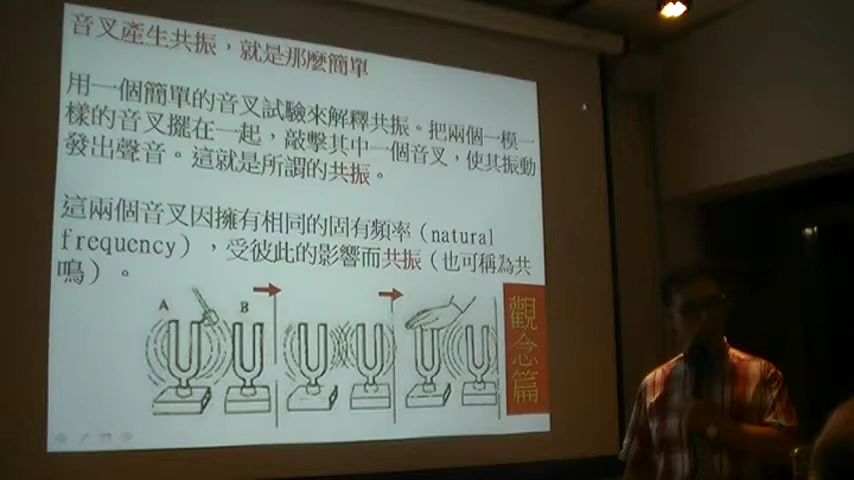 音叉產生共振，就是那麼簡單
用一個簡單的音叉試驗來解釋共振。把兩個一模一
樣的音叉擺在一起，敲擊其中一個音叉，使其振動
發出聲音。這就是所謂的共振。
這兩個音叉因擁有相同的固有頻率（natural
frequency），受彼此的影響而共振（也可稱為共
鳴）。
A
B
觀念篇